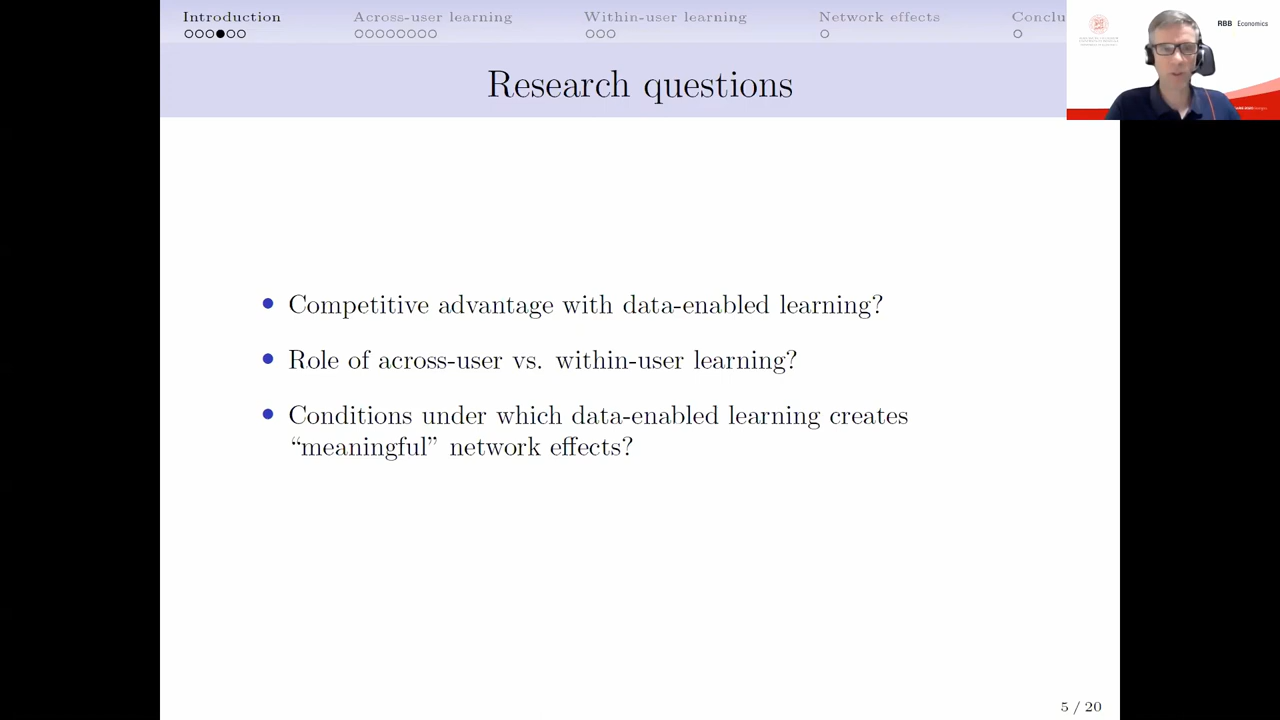 Introduction
Across-user learning
Within-user learning
Network effects
Conclu
RBB Economics
Research questions
Competitive advantage with data-enabled learning?
Role of across-user vs. within-user learning?
Conditions under which data-enabled learning creates
“meaningful” network effects?
5 / 20